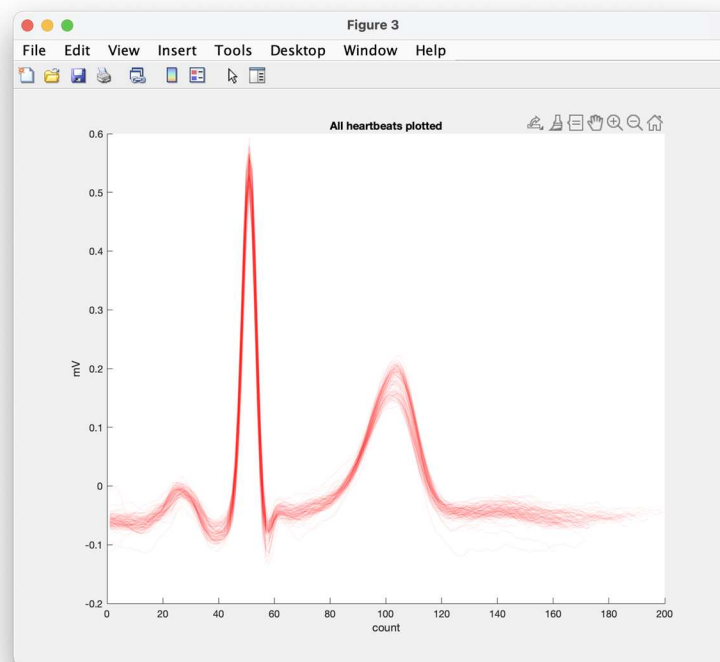 Figure 3
File Edit View Insert Tools Desktop Window Help
All heartbeats plotted
0.6
0.5
0.4
0.3
0.2
0.1
0
-0.1
-0.2
mV
0 20 40 60 80 100 120 140 160 180 200
count